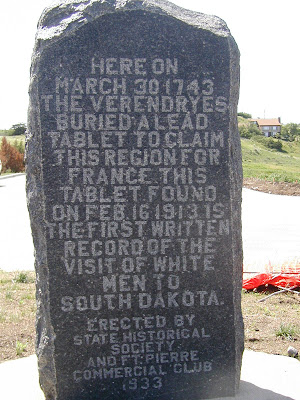 HERE ON
MARCH 30 1743
THE VERENDRYES
BURIED A LEAD
TABLET TO CLAIM
THIS REGION FOR
FRANCE. THIS
TABLET FOUND
ON FEB. 16 1913 IS
THE FIRST WRITTEN
RECORD OF THE
VISIT OF WHITE
MEN TO
SOUTH DAKOTA.
ERECTED BY
STATE HISTORICAL
SOCIETY
AND FT. PIERRE
COMMERCIAL CLUB
1933